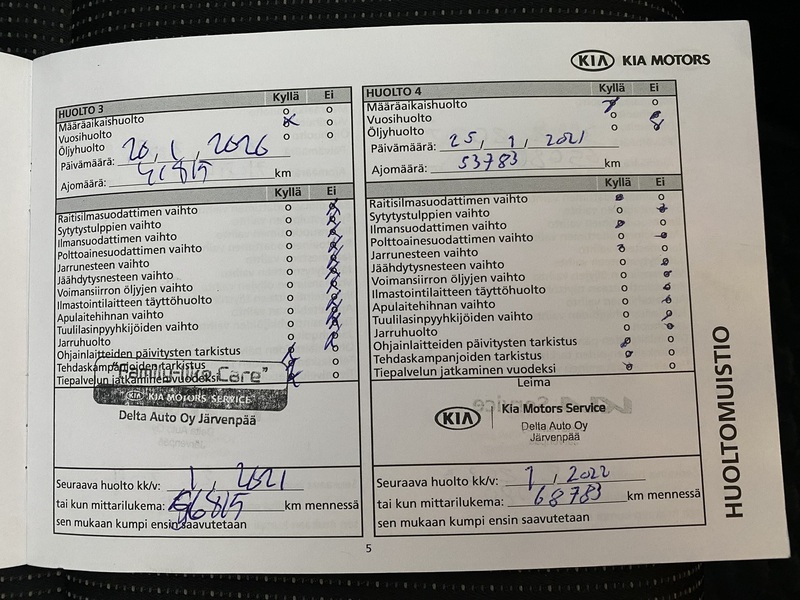 KIA KIA MOTORS
HUOLTO 3 Kyllä Ei
Määräaikaishuolto
Vuosihuolto
Öljyhuolto
Päivämäärä: 20, 1, 2020
Ajomäärä: 41815 km
Kyllä Ei
Raitisilmasuodattimen vaihto
Sytytystulppien vaihto
Ilmansuodattimen vaihto
Polttoainesuodattimen vaihto
Jarrunesteen vaihto
Jäähdytysnesteen vaihto
Voimansiirron öljyjen vaihto
Ilmastointilaitteen täyttöhuolto
Apulaitehihnan vaihto
Tuulilasinpyyhkijöiden vaihto
Jarruhuolto
Ohjainlaitteiden päivitysten tarkistus
Tehdaskampanjoiden tarkistus
Tiepalvelun jatkaminen vuodeksi
"Family-like Care"
KIA KIA MOTORS SERVICE
Delta Auto Oy Järvenpää
Seuraava huolto kk/v: 1, 2021
tai kun mittarilukema: 56815 km mennessä
sen mukaan kumpi ensin saavutetaan
HUOLTO 4 Kyllä Ei
Määräaikaishuolto
Vuosihuolto
Öljyhuolto
Päivämäärä: 25, 1, 2021
Ajomäärä: 53783 km
Kyllä Ei
Raitisilmasuodattimen vaihto
Sytytystulppien vaihto
Ilmansuodattimen vaihto
Polttoainesuodattimen vaihto
Jarrunesteen vaihto
Jäähdytysnesteen vaihto
Voimansiirron öljyjen vaihto
Ilmastointilaitteen täyttöhuolto
Apulaitehihnan vaihto
Tuulilasinpyyhkijöiden vaihto
Jarruhuolto
Ohjainlaitteiden päivitysten tarkistus
Tehdaskampanjoiden tarkistus
Tiepalvelun jatkaminen vuodeksi
Leima
KIA Kia Motors Service
Delta Auto Oy
Järvenpää
Seuraava huolto kk/v: 1, 2022
tai kun mittarilukema: 68783 km mennessä
sen mukaan kumpi ensin saavutetaan
HUOLTOMUISTIO
5